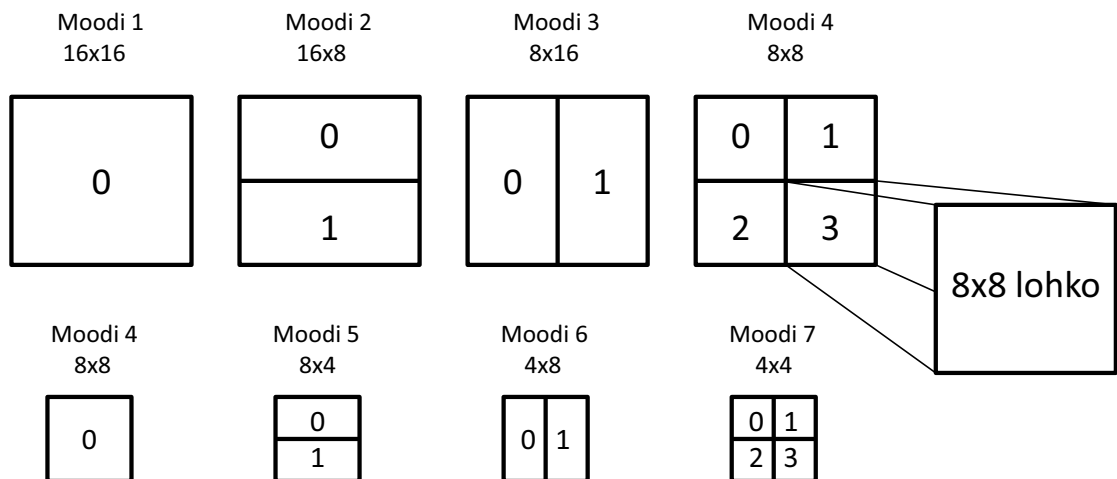 Moodi 1
16x16
Moodi 2
16x8
Moodi 3
8x16
Moodi 4
8x8
0
0
1
0 1
0 1
2 3
8x8 lohko
Moodi 4
8x8
Moodi 5
8x4
Moodi 6
4x8
Moodi 7
4x4
0
0
1
0 1
0 1
2 3